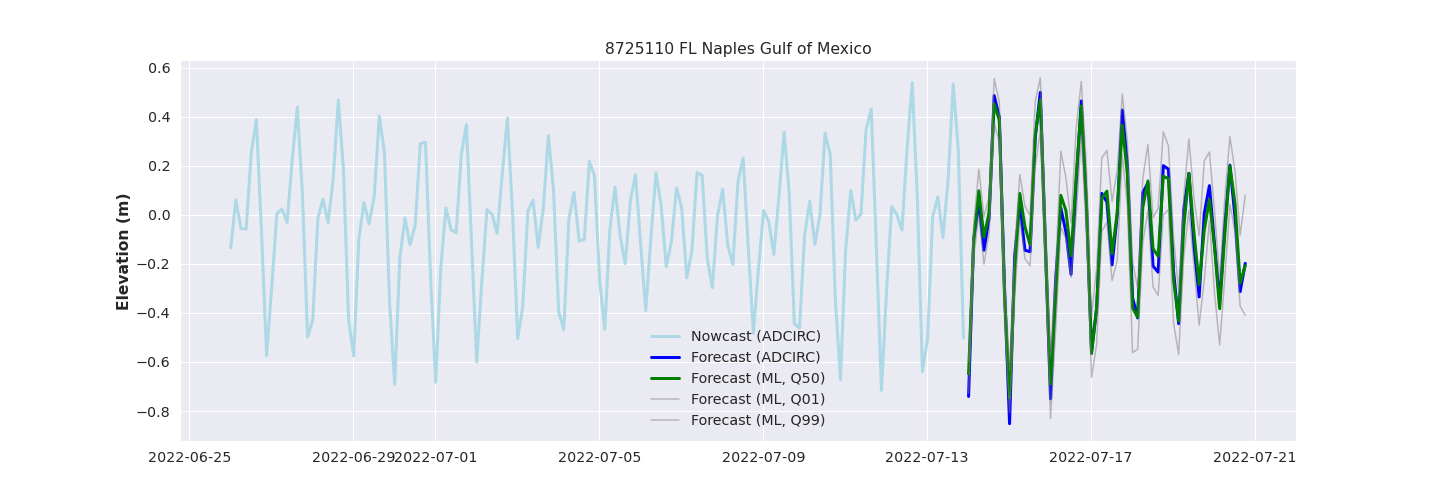 8725110 FL Naples Gulf of Mexico
Elevation (m)
0.6
0.4
0.2
0.0
−0.2
−0.4
−0.6
−0.8
Nowcast (ADCIRC)
Forecast (ADCIRC)
Forecast (ML, Q50)
Forecast (ML, Q01)
Forecast (ML, Q99)
2022-06-25 2022-06-29 2022-07-01 2022-07-05 2022-07-09 2022-07-13 2022-07-17 2022-07-21